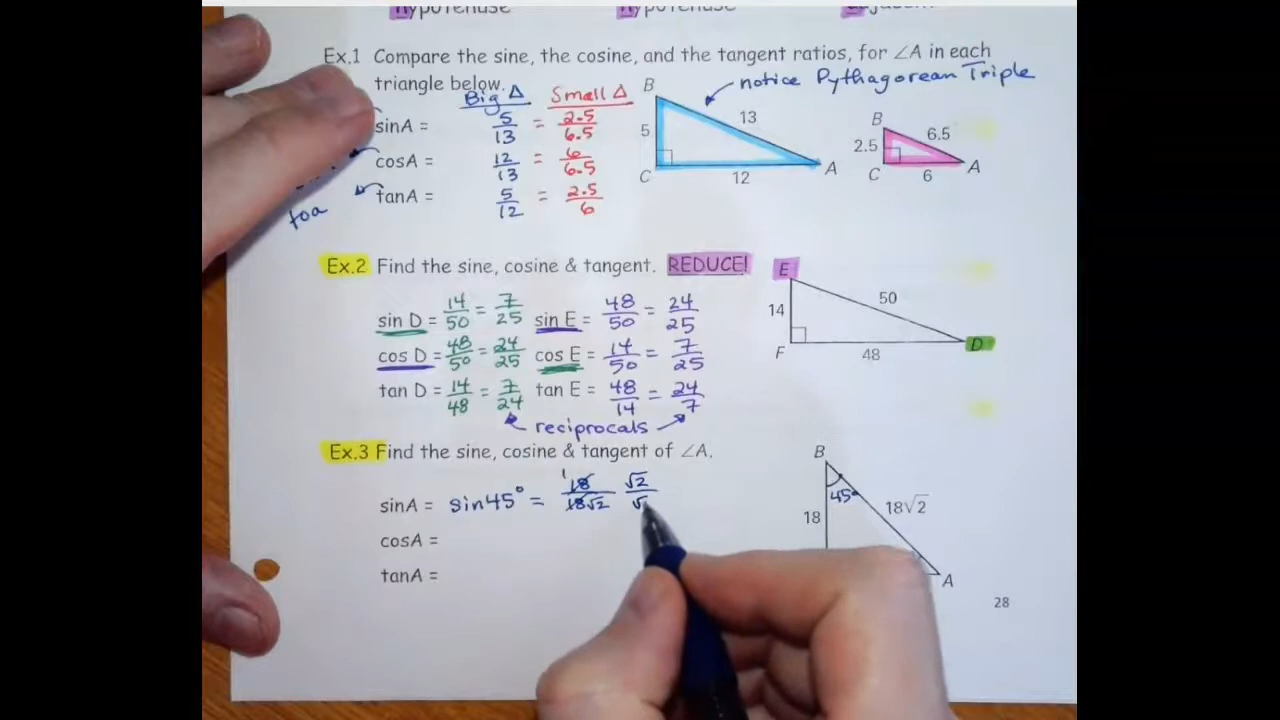 Hypotenuse Hypotenuse
Ex.1 Compare the sine, the cosine, and the tangent ratios, for ∠A in each
triangle below.
notice Pythagorean Triple
Big Δ Small Δ
sinA = 5/13 = 2.5/6.5
cosA = 12/13 = 6/6.5
tanA = 5/12 = 2.5/6
toa
B
5
13
C
12
A
B
2.5
6.5
C
6
A
Ex.2 Find the sine, cosine & tangent. REDUCE!
sin D = 14/50 = 7/25 sin E = 48/50 = 24/25
cos D = 48/50 = 24/25 cos E = 14/50 = 7/25
tan D = 14/48 = 7/24 tan E = 48/14 = 24/7
reciprocals
E
14
50
F
48
D
Ex.3 Find the sine, cosine & tangent of ∠A.
sinA = sin45° = 18/18√2 √2/√
1
cosA =
tanA =
B
45°
18
18√2
A
28